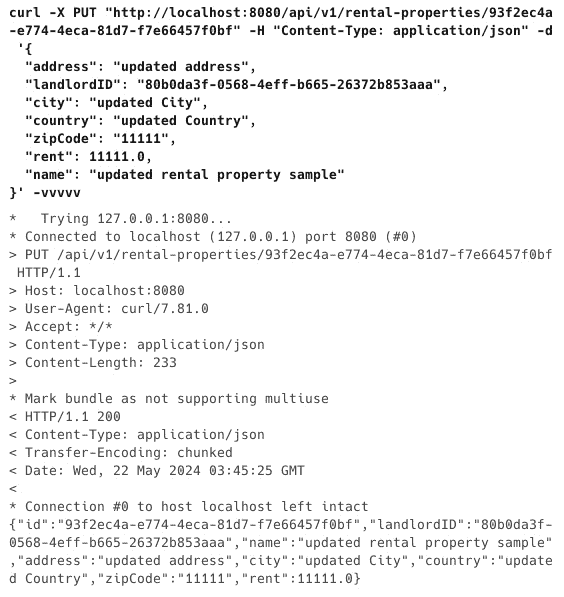 curl -X PUT "http://localhost:8080/api/v1/rental-properties/93f2ec4a
-e774-4eca-81d7-f7e66457f0bf" -H "Content-Type: application/json" -d
 '{
  "address": "updated address",
  "landlordID": "80b0da3f-0568-4eff-b665-26372b853aaa",
  "city": "updated City",
  "country": "updated Country",
  "zipCode": "11111",
  "rent": 11111.0,
  "name": "updated rental property sample"
}' -vvvvv
*   Trying 127.0.0.1:8080...
* Connected to localhost (127.0.0.1) port 8080 (#0)
> PUT /api/v1/rental-properties/93f2ec4a-e774-4eca-81d7-f7e66457f0bf
 HTTP/1.1
> Host: localhost:8080
> User-Agent: curl/7.81.0
> Accept: */*
> Content-Type: application/json
> Content-Length: 233
>
* Mark bundle as not supporting multiuse
< HTTP/1.1 200
< Content-Type: application/json
< Transfer-Encoding: chunked
< Date: Wed, 22 May 2024 03:45:25 GMT
<
* Connection #0 to host localhost left intact
{"id":"93f2ec4a-e774-4eca-81d7-f7e66457f0bf","landlordID":"80b0da3f-
0568-4eff-b665-26372b853aaa","name":"updated rental property sample"
,"address":"updated address","city":"updated City","country":"update
d Country","zipCode":"11111","rent":11111.0}